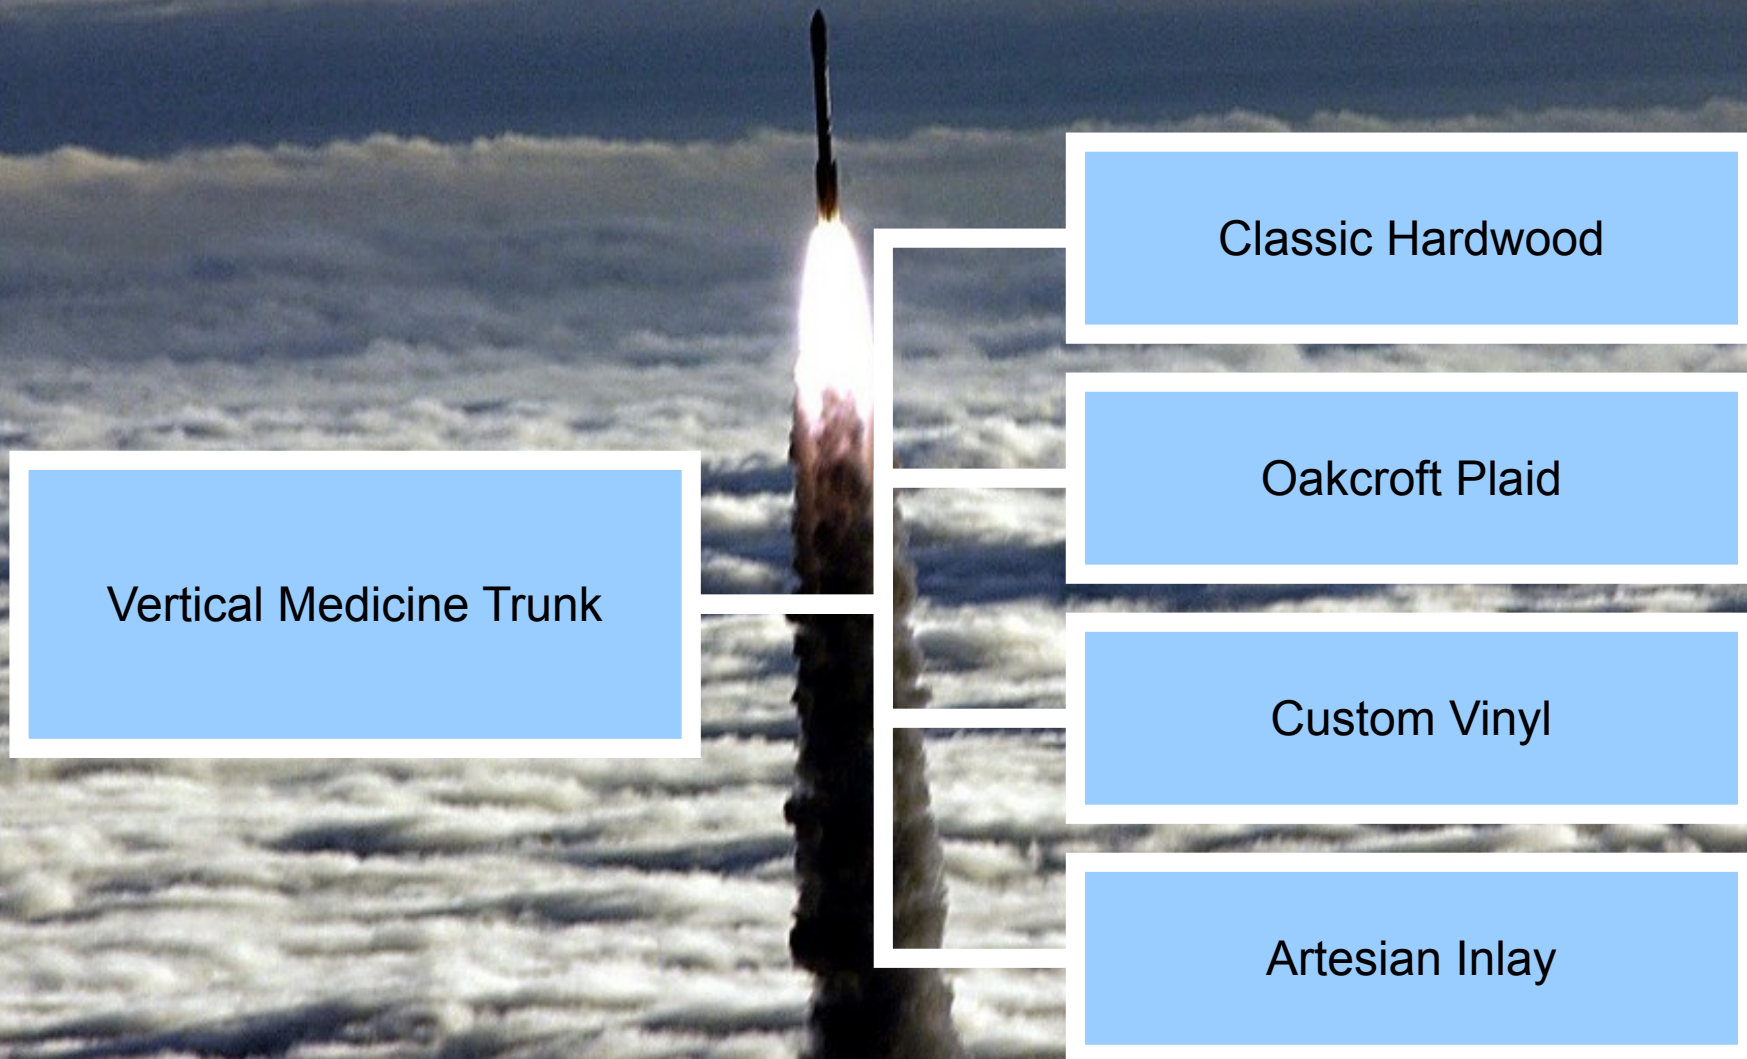 Classic Hardwood
Oakcroft Plaid
Vertical Medicine Trunk
Custom Vinyl
Artesian Inlay